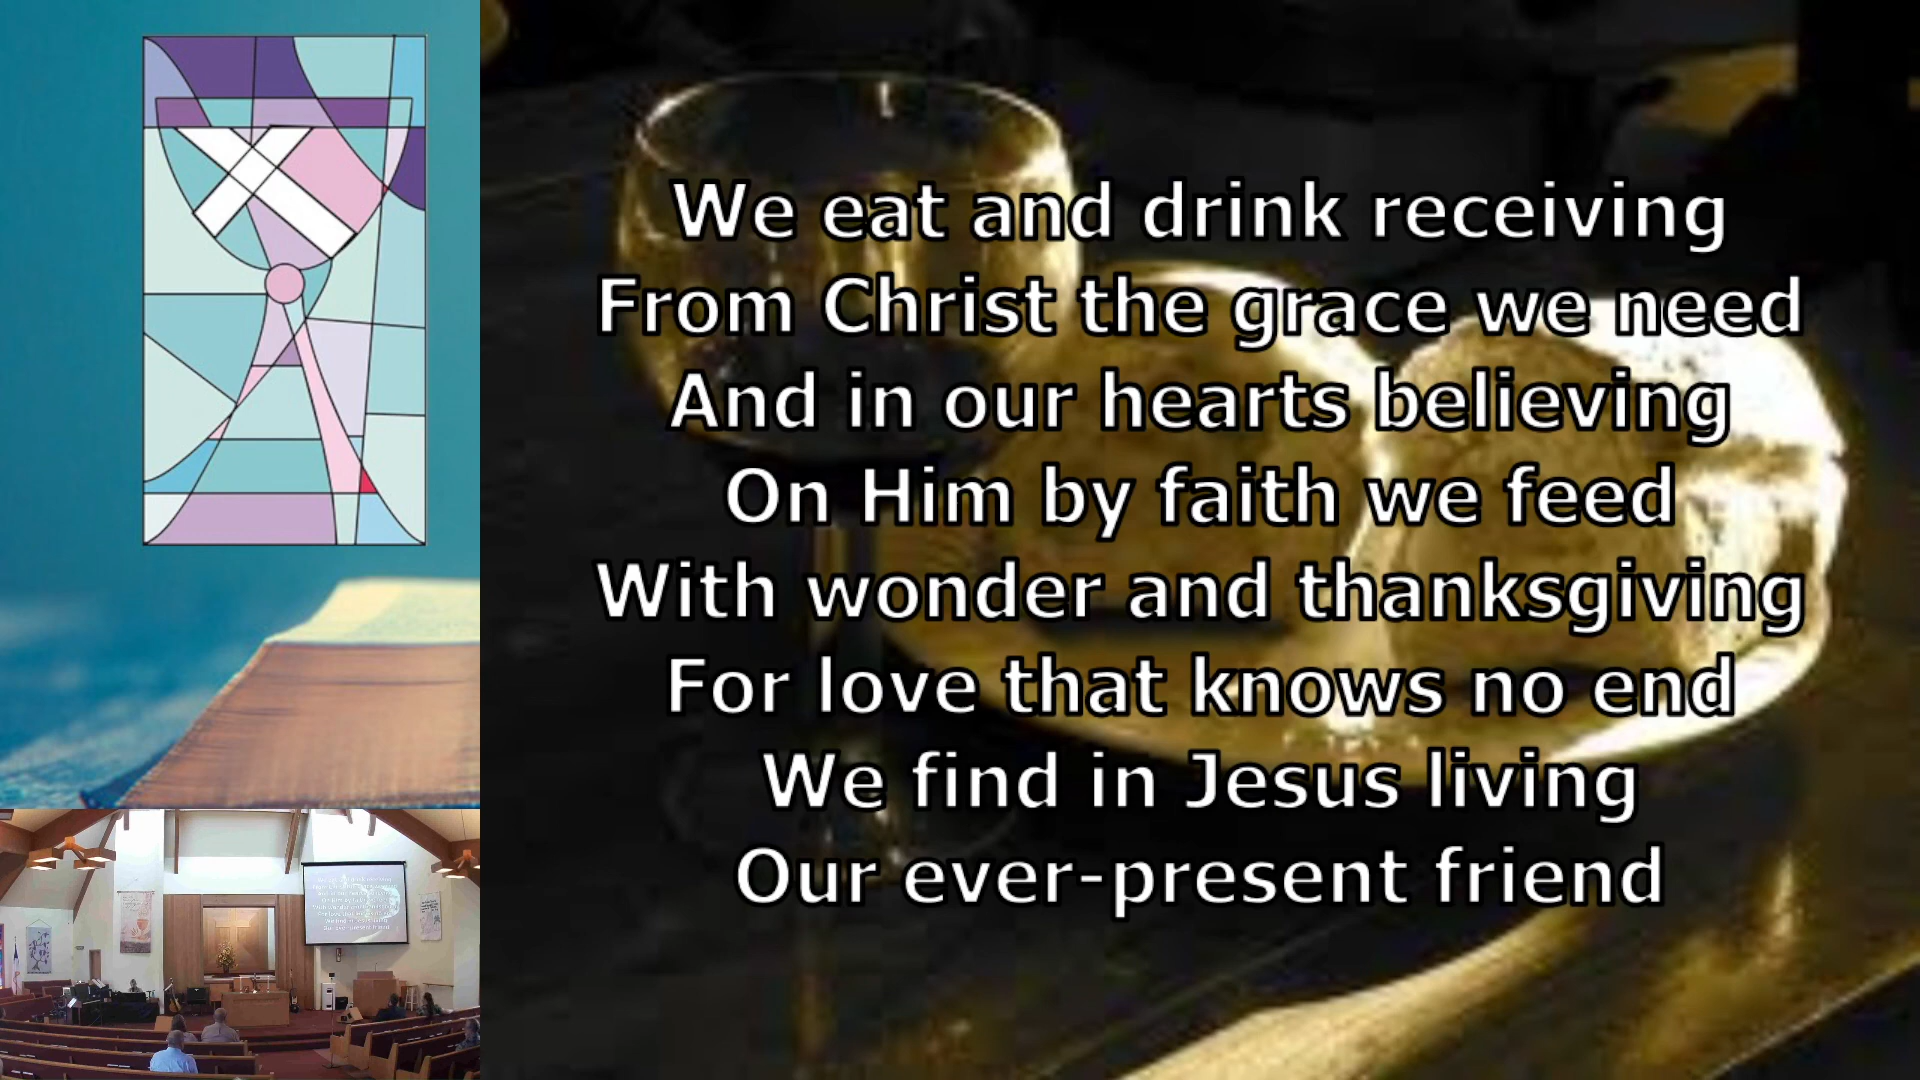 We eat and drink receiving
From Christ the grace we need
And in our hearts believing
On Him by faith we feed
With wonder and thanksgiving
For love that knows no end
We find in Jesus living
Our ever-present friend